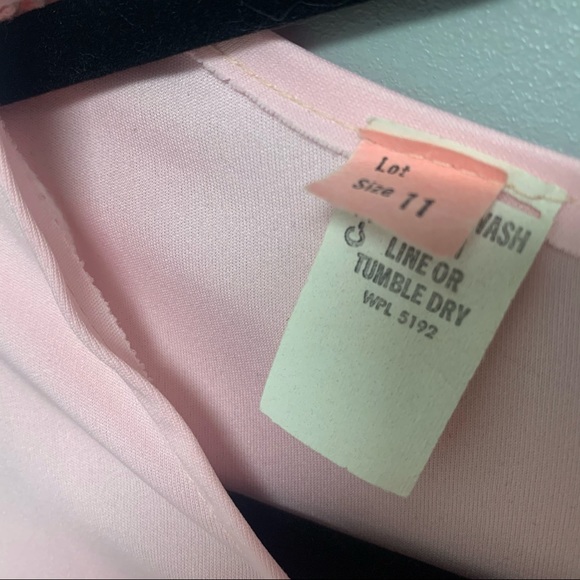 Lot
Size 11
WASH
LINE OR
TUMBLE DRY
WPL 5192